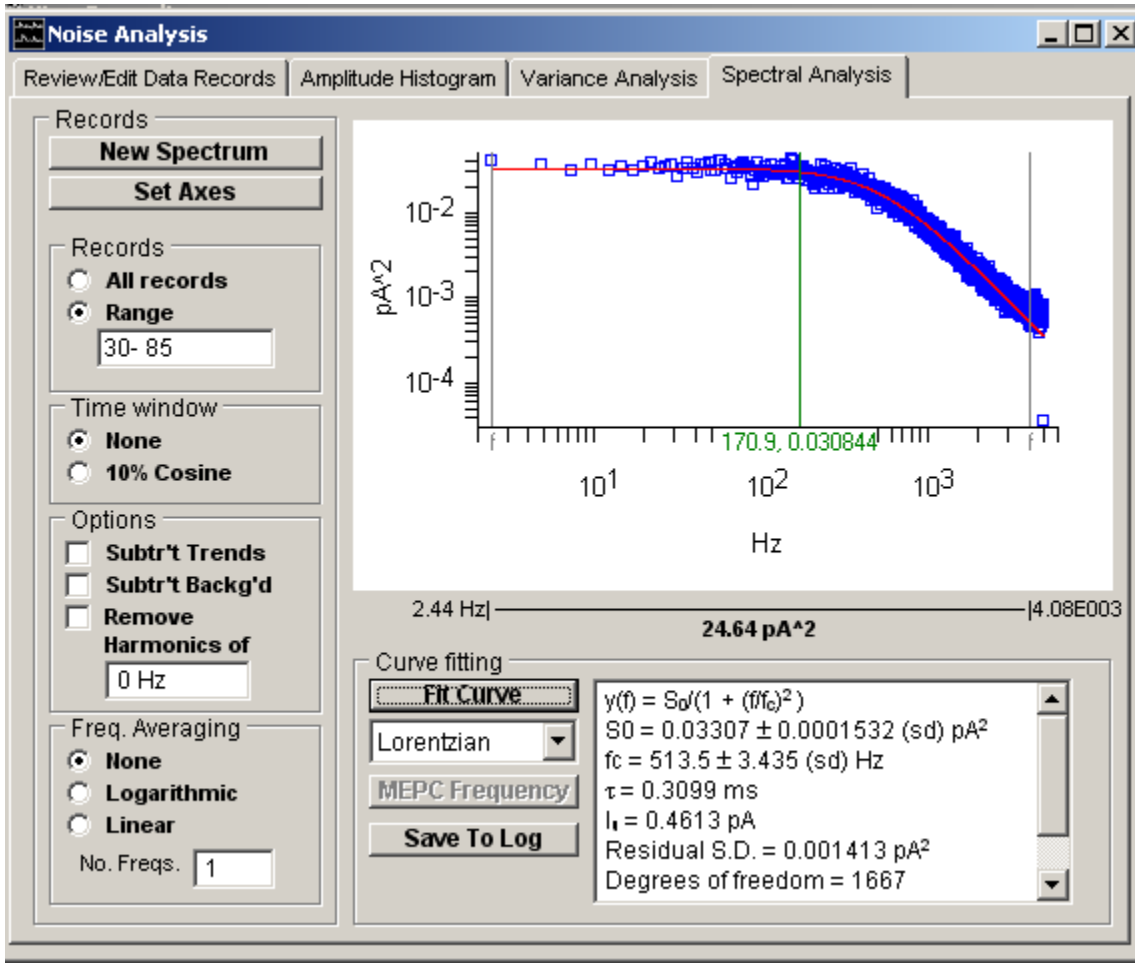 Noise Analysis
Review/Edit Data Records
Amplitude Histogram
Variance Analysis
Spectral Analysis
Records
New Spectrum
Set Axes
Records
All records
Range
30- 85
Time window
None
10% Cosine
Options
Subtr't Trends
Subtr't Backg'd
Remove
Harmonics of
0 Hz
Freq. Averaging
None
Logarithmic
Linear
No. Freqs. 1
pA^2
10-2
10-3
10-4
f
170.9, 0.030844
f
10¹
10²
10³
Hz
2.44 Hz|
|4.08E003
24.64 pA^2
Curve fitting
Fit Curve
Lorentzian
MEPC Frequency
Save To Log
y(f) = S₀/(1 + (f/fc)² )
S0 = 0.03307 ± 0.0001532 (sd) pA²
fc = 513.5 ± 3.435 (sd) Hz
τ = 0.3099 ms
= 0.4613 pA
Residual S.D. = 0.001413 pA²
Degrees of freedom = 1667